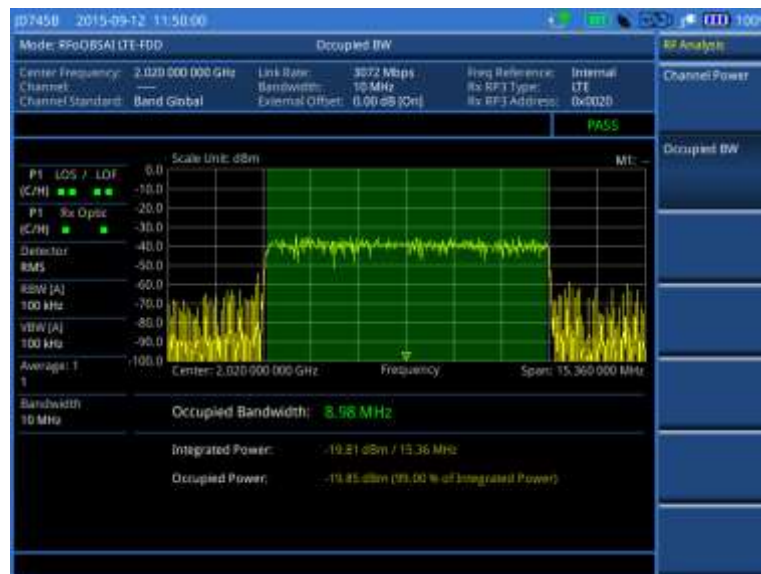 JD745B 2015-09-12 11:50:00
100
Mode: RFoOBSAI LTE-FDD Occupied BW
RF Analysis
Center Frequency: 2.020 000 000 GHz Link Rate: 3072 Mbps Freq Reference: Internal
Channel: ---- Bandwidth: 10 MHz Rx RP3 Type: LTE
Channel Standard: Band Global External Offset: 0.00 dB [On] Rx RP3 Address: 0x0020
Channel Power
PASS
Occupied BW
Scale Unit: dBm M1: --
P1 LOS / LOF
(C/H)
P1 Rx Optic
(C/H)
Detector
RMS
RBW [A]
100 kHz
VBW [A]
100 kHz
Average: 1
1
Bandwidth
10 MHz
0.0
-10.0
-20.0
-30.0
-40.0
-50.0
-60.0
-70.0
-80.0
-90.0
-100.0
Center: 2.020 000 000 GHz Frequency Span: 15.360 000 MHz
Occupied Bandwidth: 8.98 MHz
Integrated Power: -19.81 dBm / 15.36 MHz
Occupied Power: -19.85 dBm (99.00 % of Integrated Power)